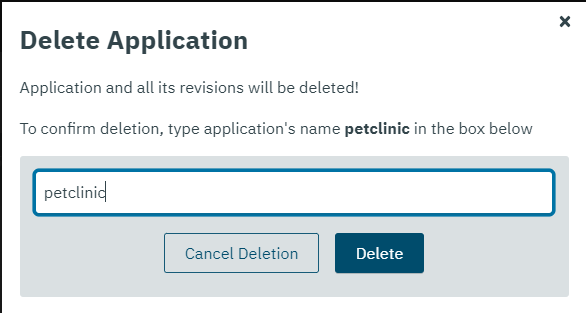 Delete Application
Application and all its revisions will be deleted!
To confirm deletion, type application's name petclinic in the box below
petclinic
Cancel Deletion
Delete